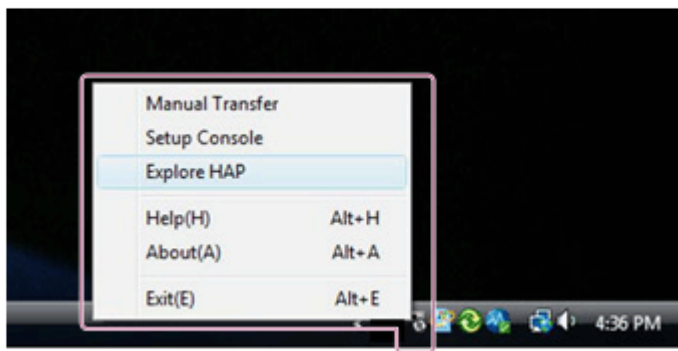 Manual Transfer
Setup Console
Explore HAP
Help(H) Alt+H
About(A) Alt+A
Exit(E) Alt+E
4:36 PM